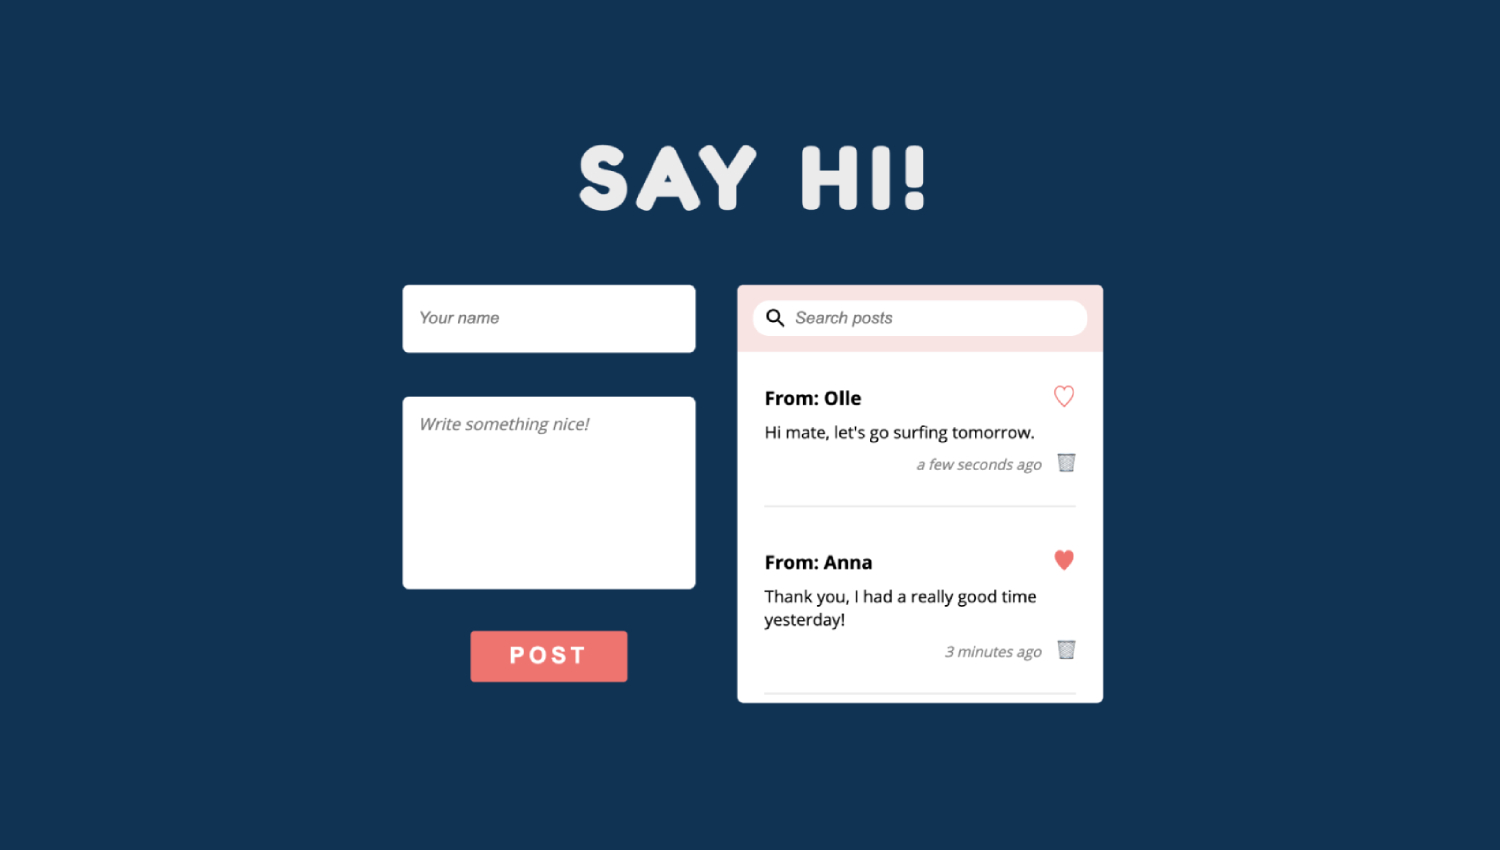 SAY HI!
Your name
Write something nice!
POST
Search posts
From: Olle
Hi mate, let's go surfing tomorrow.
a few seconds ago
From: Anna
Thank you, I had a really good time
yesterday!
3 minutes ago